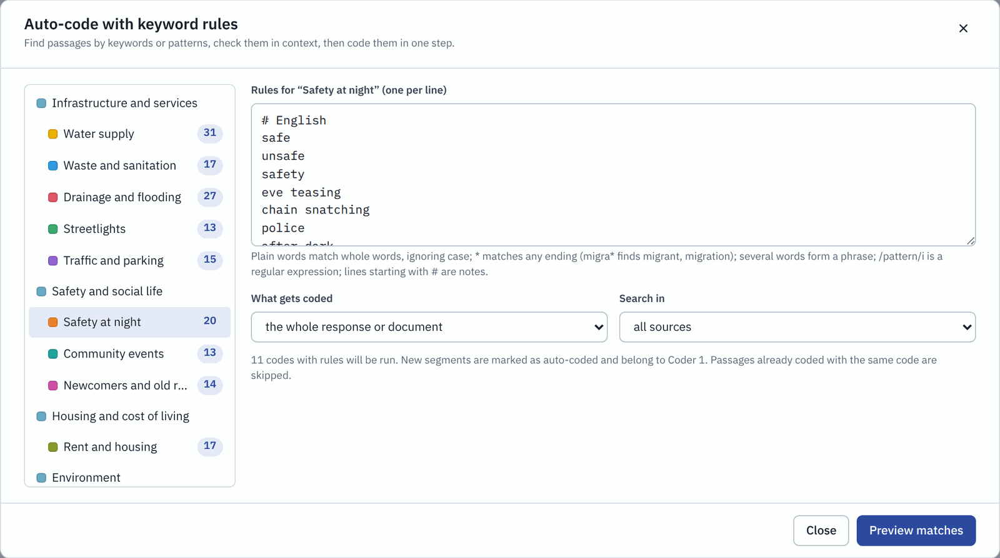 Auto-code with keyword rules
Find passages by keywords or patterns, check them in context, then code them in one step.
Infrastructure and services
Water supply 31
Waste and sanitation 17
Drainage and flooding 27
Streetlights 13
Traffic and parking 15
Safety and social life
Safety at night 20
Community events 13
Newcomers and old r... 14
Housing and cost of living
Rent and housing 17
Environment
Rules for “Safety at night” (one per line)
# English
safe
unsafe
safety
eve teasing
chain snatching
police
after dark
Plain words match whole words, ignoring case; * matches any ending (migra* finds migrant, migration); several words form a phrase; /pattern/i is a
regular expression; lines starting with # are notes.
What gets coded
the whole response or document
Search in
all sources
11 codes with rules will be run. New segments are marked as auto-coded and belong to Coder 1. Passages already coded with the same code are
skipped.
Close
Preview matches